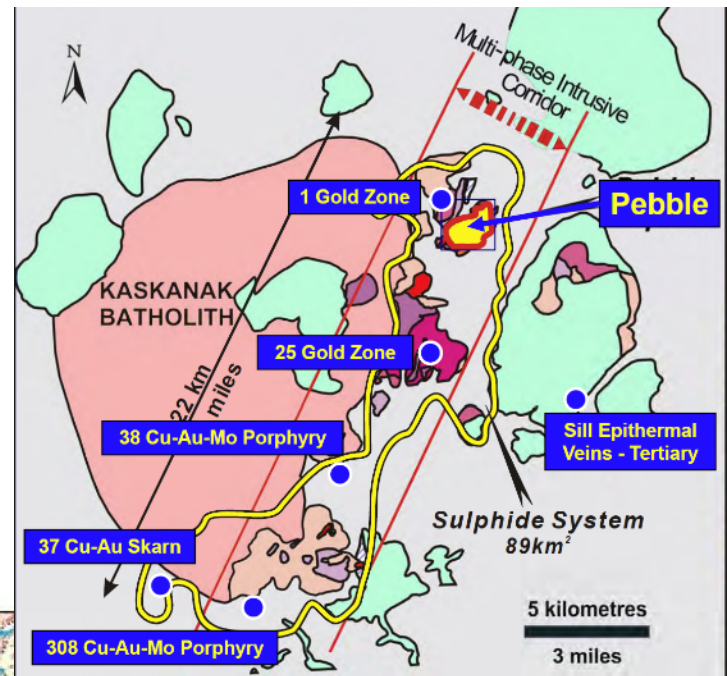 N
Multi-phase Intrusive
Corridor
1 Gold Zone
Pebble
KASKANAK
BATHOLITH
25 Gold Zone
22 km
miles
38 Cu-Au-Mo Porphyry
Sill Epithermal
Veins - Tertiary
Sulphide System
89km²
37 Cu-Au Skarn
5 kilometres
308 Cu-Au-Mo Porphyry
3 miles